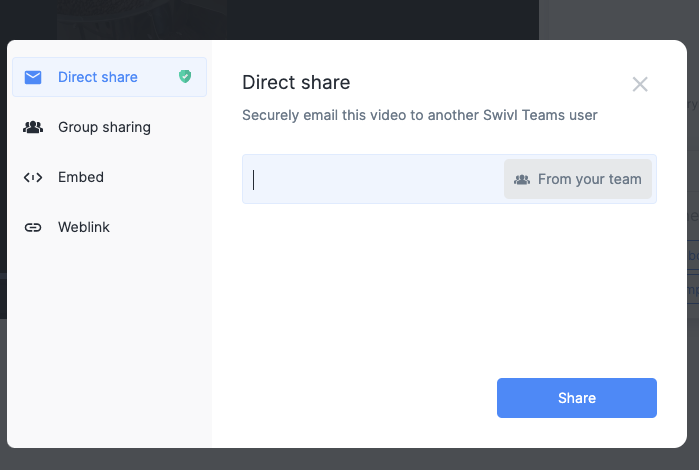 Direct share
Group sharing
Embed
Weblink
Direct share
Securely email this video to another Swivl Teams user
From your team
Share